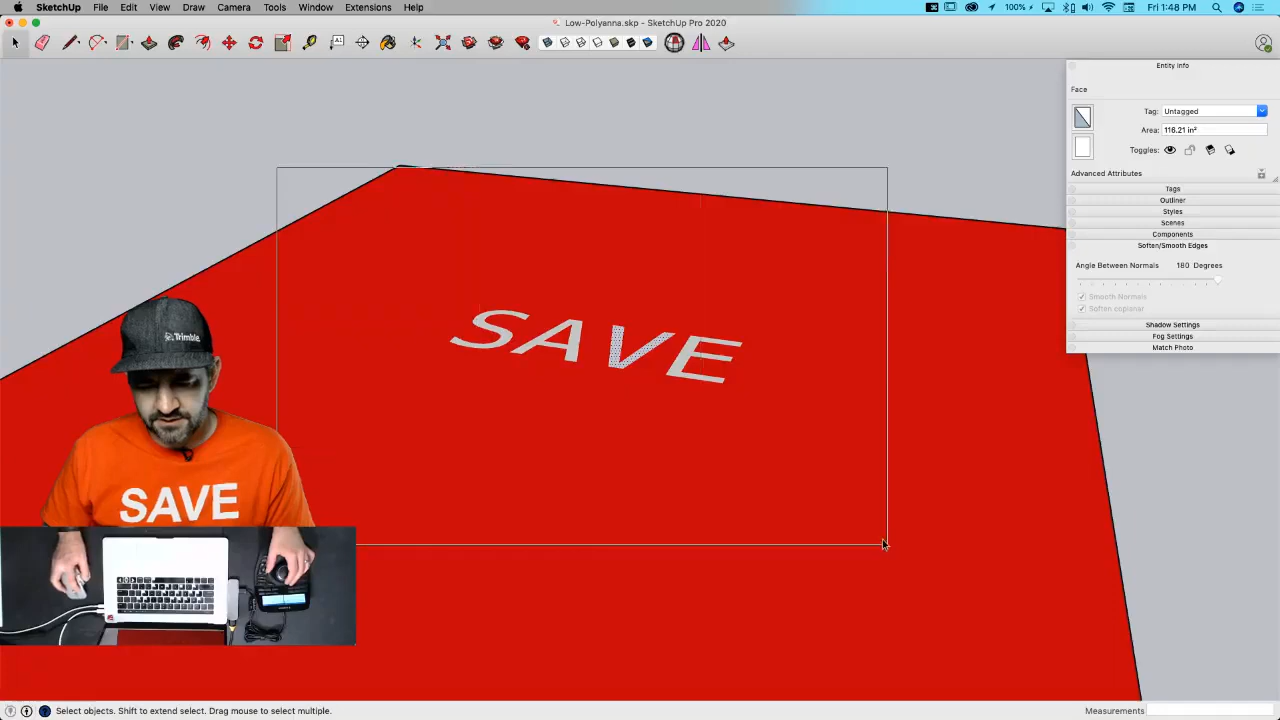 SketchUp File Edit View Draw Camera Tools Window Extensions Help
100% Fri 1:48 PM
Low-Polyanna.skp - SketchUp Pro 2020
Entity Info
Face
Tag: Untagged
Area: 116.21 in²
Toggles:
Advanced Attributes
Tags
Outliner
Styles
Scenes
Components
Soften/Smooth Edges
Angle Between Normals 180 Degrees
Smooth Normals
Soften coplanar
Shadow Settings
Fog Settings
Match Photo
SAVE
Trimble
SAVE
Select objects. Shift to extend select. Drag mouse to select multiple.
Measurements